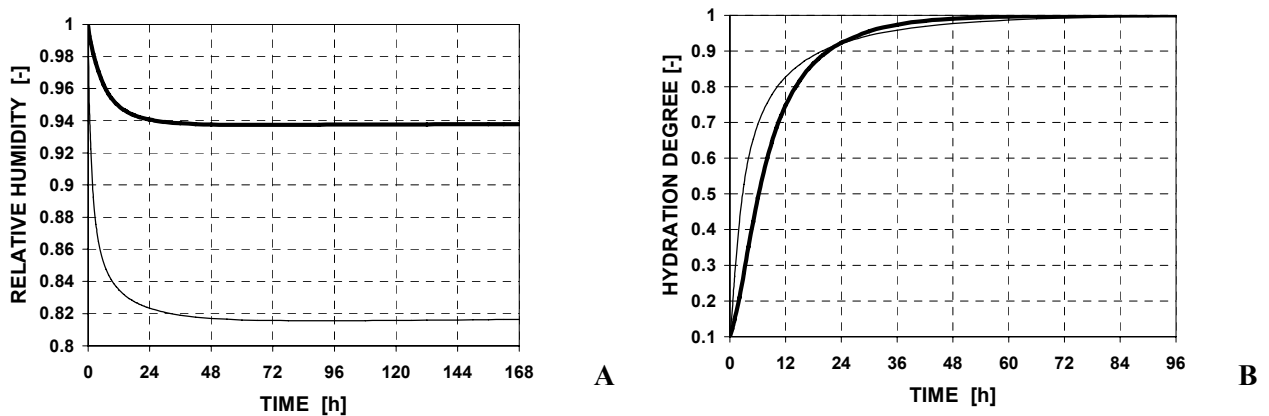 RELATIVE HUMIDITY [-]
1
0.98
0.96
0.94
0.92
0.9
0.88
0.86
0.84
0.82
0.8
0 24 48 72 96 120 144 168
TIME [h]
A
HYDRATION DEGREE [-]
1
0.9
0.8
0.7
0.6
0.5
0.4
0.3
0.2
0.1
0 12 24 36 48 60 72 84 96
TIME [h]
B